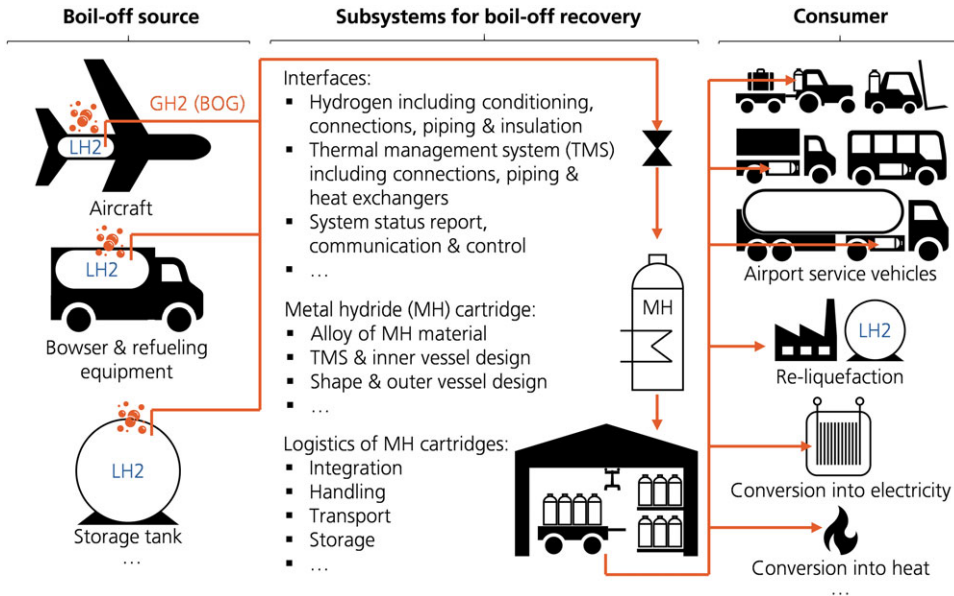 Boil-off source
GH2 (BOG)
LH2
Aircraft
LH2
Bowser & refueling
equipment
LH2
Storage tank
…
Subsystems for boil-off recovery
Interfaces:
▪ Hydrogen including conditioning,
connections, piping & insulation
▪ Thermal management system (TMS)
including connections, piping &
heat exchangers
▪ System status report,
communication & control
▪ …
Metal hydride (MH) cartridge:
▪ Alloy of MH material
▪ TMS & inner vessel design
▪ Shape & outer vessel design
▪ …
Logistics of MH cartridges:
▪ Integration
▪ Handling
▪ Transport
▪ Storage
▪ …
MH
Consumer
Airport service vehicles
LH2
Re-liquefaction
Conversion into electricity
Conversion into heat
…